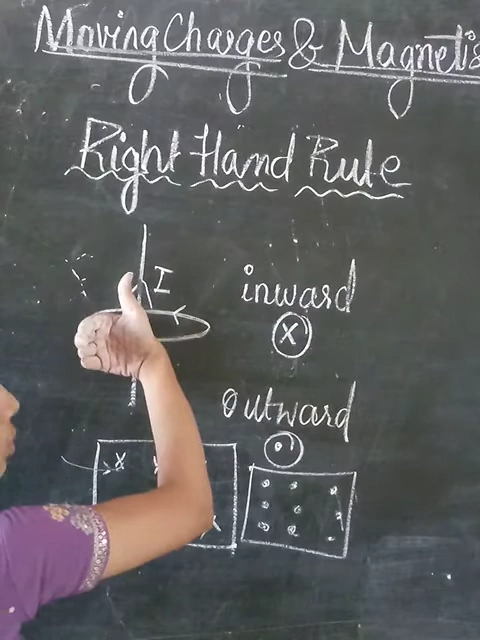 Moving Charges & Magnetis
Right Hand Rule
I
inward
X
outward
X